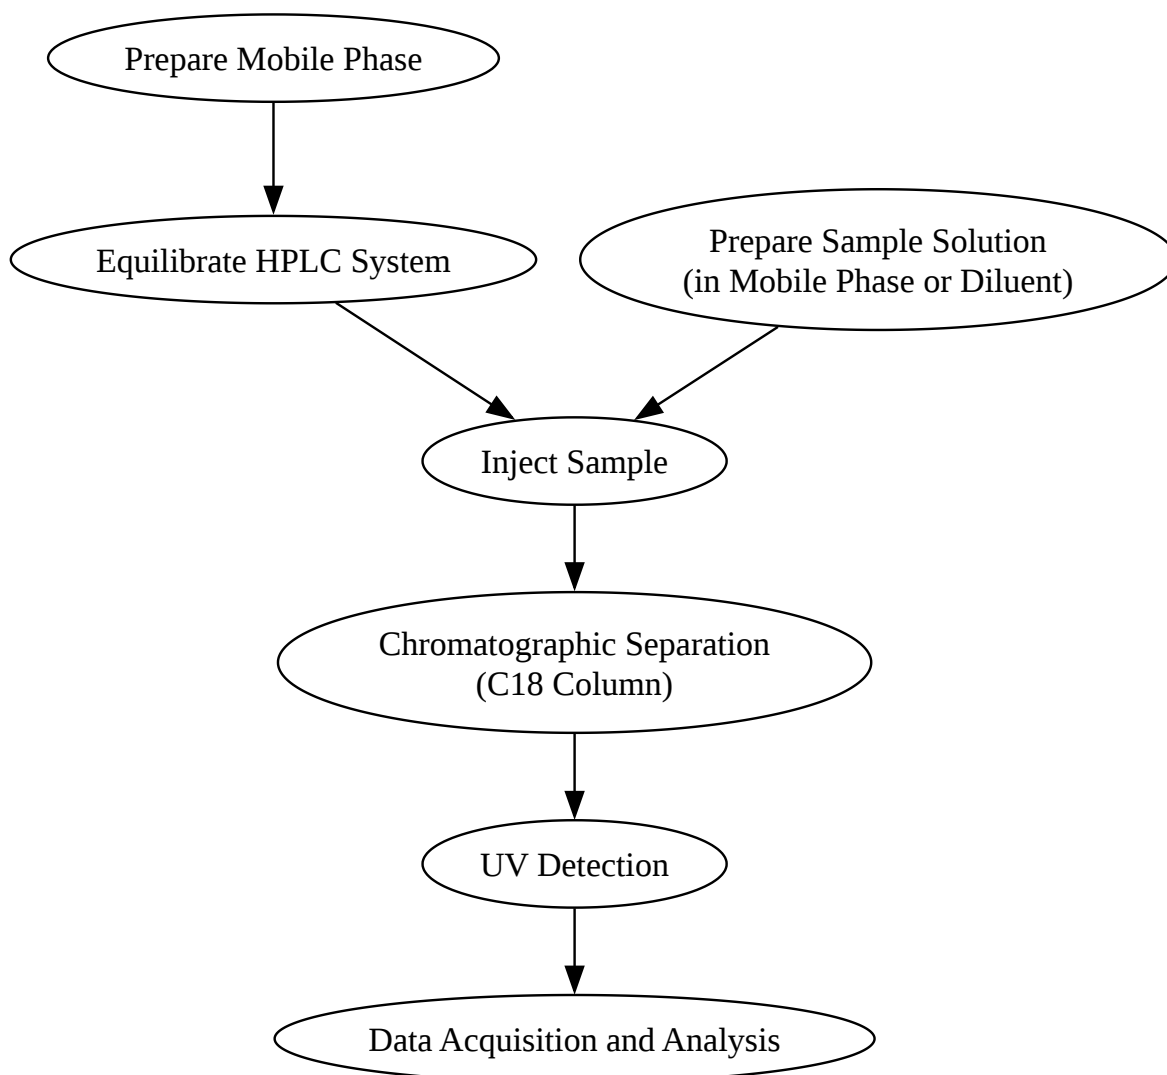 Prepare Mobile Phase
Equilibrate HPLC System
Prepare Sample Solution
(in Mobile Phase or Diluent)
Inject Sample
Chromatographic Separation
(C18 Column)
UV Detection
Data Acquisition and Analysis